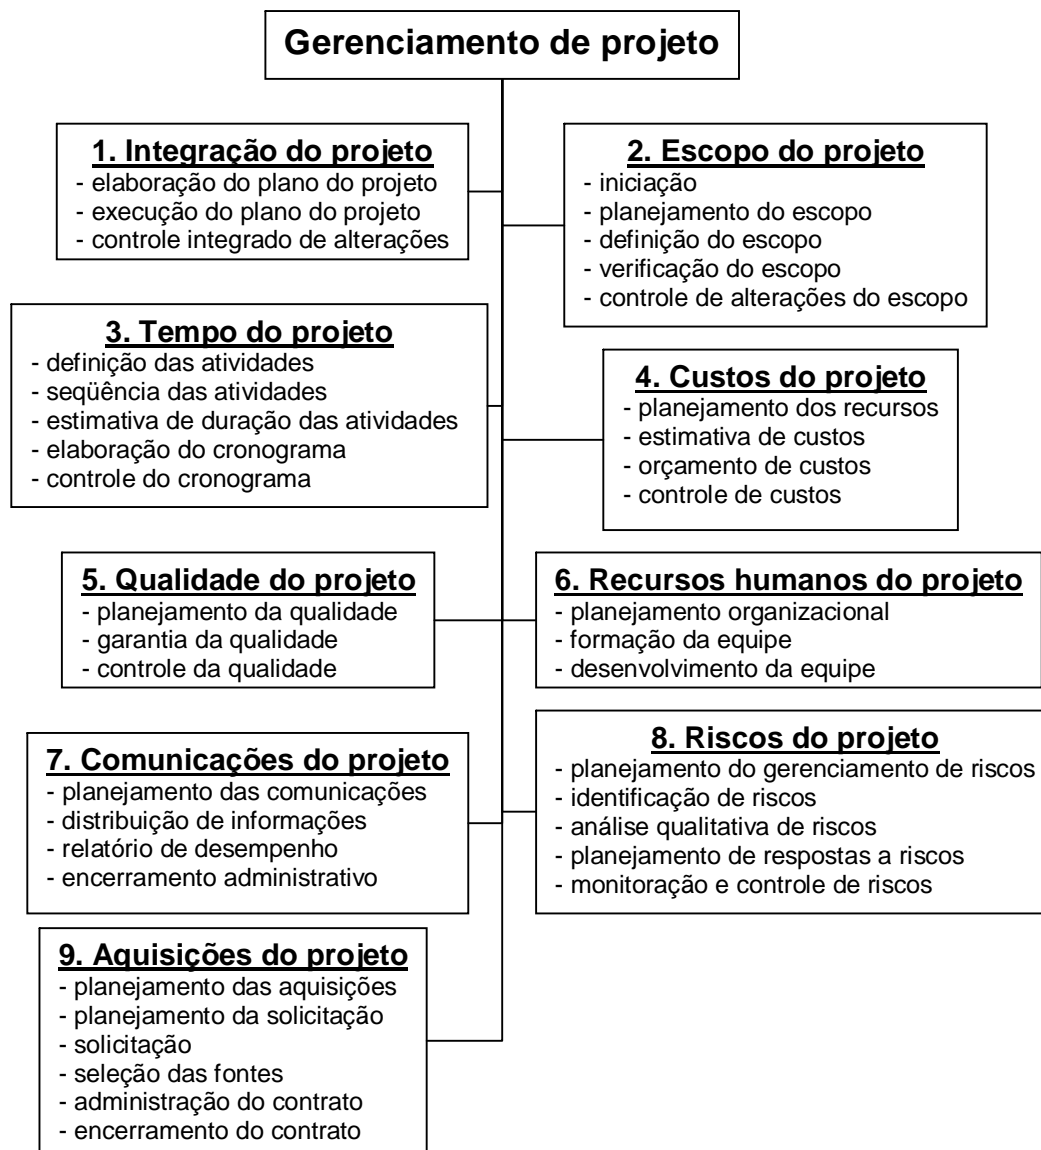 Gerenciamento de projeto
1. Integração do projeto
- elaboração do plano do projeto
- execução do plano do projeto
- controle integrado de alterações
2. Escopo do projeto
- iniciação
- planejamento do escopo
- definição do escopo
- verificação do escopo
- controle de alterações do escopo
3. Tempo do projeto
- definição das atividades
- seqüência das atividades
- estimativa de duração das atividades
- elaboração do cronograma
- controle do cronograma
4. Custos do projeto
- planejamento dos recursos
- estimativa de custos
- orçamento de custos
- controle de custos
5. Qualidade do projeto
- planejamento da qualidade
- garantia da qualidade
- controle da qualidade
6. Recursos humanos do projeto
- planejamento organizacional
- formação da equipe
- desenvolvimento da equipe
7. Comunicações do projeto
- planejamento das comunicações
- distribuição de informações
- relatório de desempenho
- encerramento administrativo
8. Riscos do projeto
- planejamento do gerenciamento de riscos
- identificação de riscos
- análise qualitativa de riscos
- planejamento de respostas a riscos
- monitoração e controle de riscos
9. Aquisições do projeto
- planejamento das aquisições
- planejamento da solicitação
- solicitação
- seleção das fontes
- administração do contrato
- encerramento do contrato